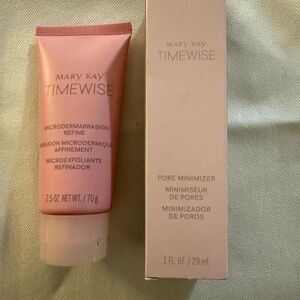 MARY KAY
TIMEWISE
MICRODERMABRASION
REFINE
ABRASION MICRODERMIQUE
AFFINEMENT
MICROEXFOLIANTE
REFINADOR
2.5 OZ. NET WT. / 70 g
MARY KAY
TIMEWISE
PORE MINIMIZER
MINIMISEUR
DE PORES
MINIMIZADOR
DE POROS
1 FL. OZ. / 29 ml